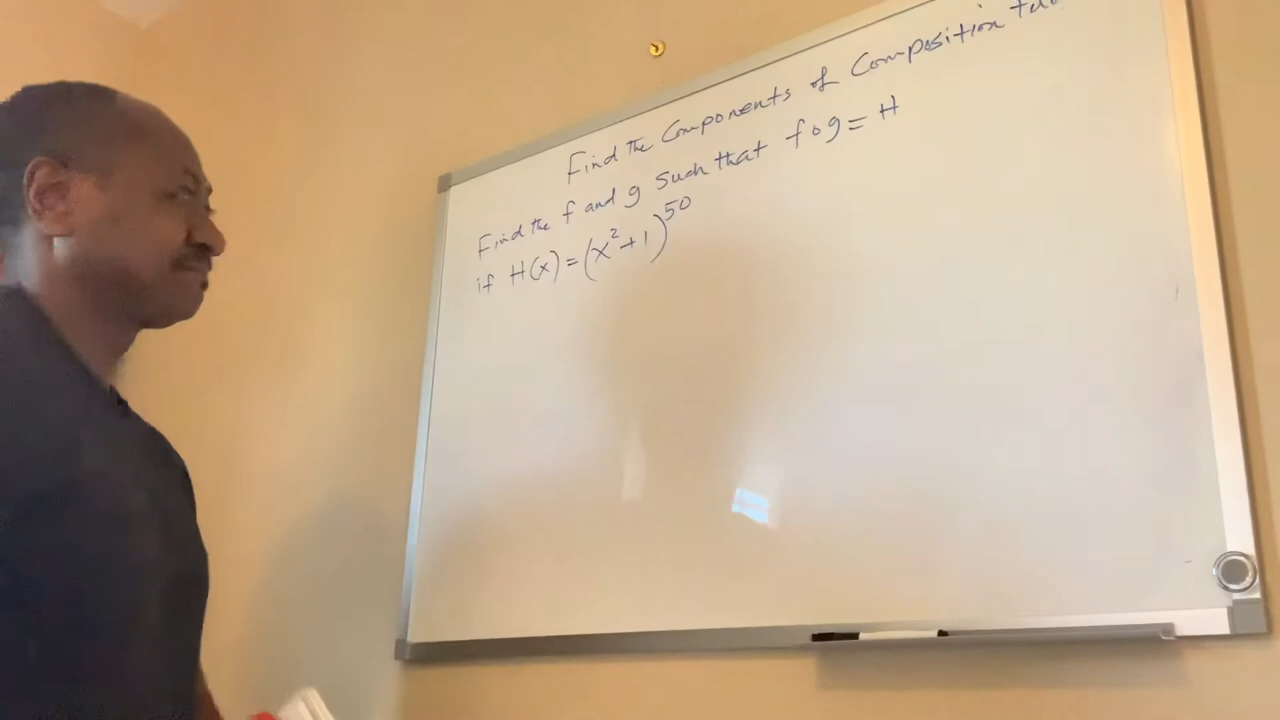 Find the Components of Composition
Find the f and g such that f o g = H
if H(x) = (x²+1)⁵⁰